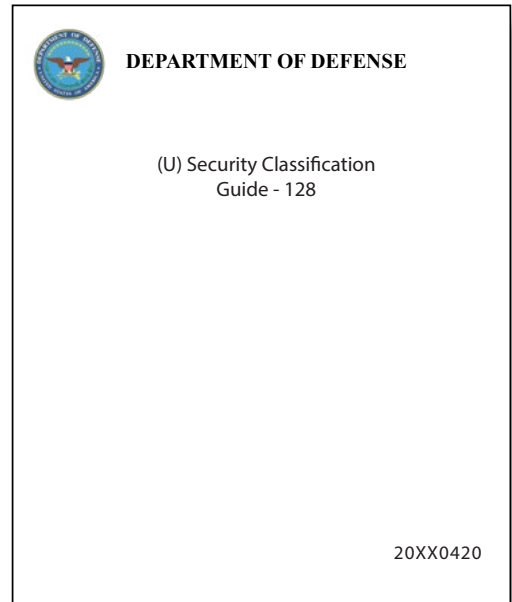 DEPARTMENT OF DEFENSE
(U) Security Classification
Guide - 128
20XX0420